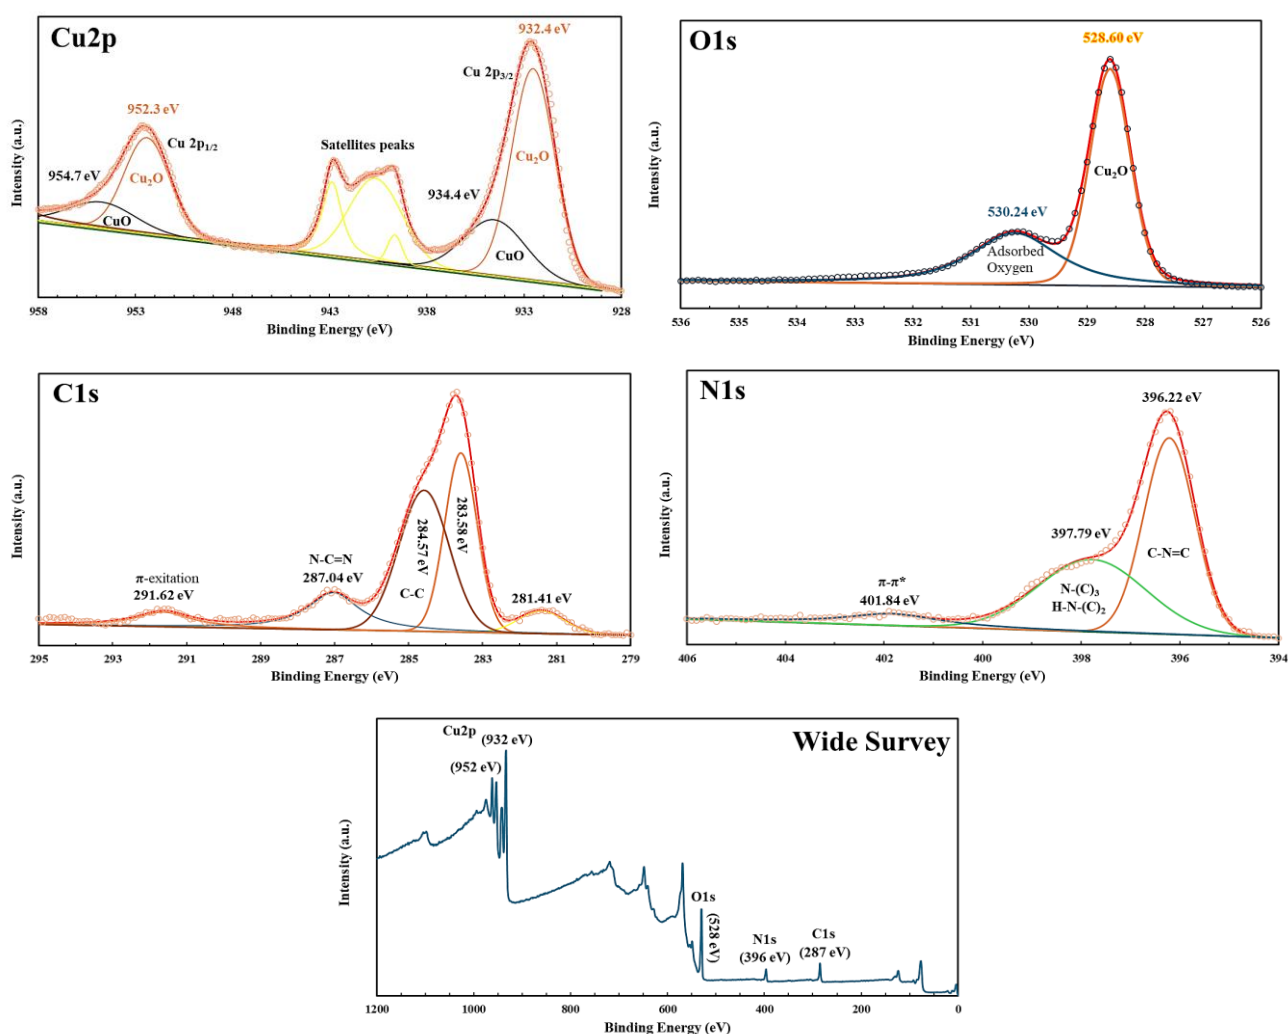 Cu2p
932.4 eV
Cu 2p3/2
952.3 eV
Cu 2p1/2
Satellites peaks
954.7 eV
934.4 eV
Cu2O
Cu2O
CuO
CuO
Intensity (a.u.)
958 953 948 943 938 933 928
Binding Energy (eV)
O1s
528.60 eV
Cu2O
530.24 eV
Adsorbed
Oxygen
Intensity (a.u.)
536 535 534 533 532 531 530 529 528 527 526
Binding Energy (eV)
C1s
283.58 eV
284.57 eV
N-C=N
287.04 eV
C-C
π-exitation
291.62 eV
281.41 eV
Intensity (a.u.)
295 293 291 289 287 285 283 281 279
Binding Energy (eV)
N1s
396.22 eV
397.79 eV
C-N=C
π-π*
401.84 eV
N-(C)3
H-N-(C)2
Intensity (a.u.)
406 404 402 400 398 396 394
Binding Energy (eV)
Wide Survey
Cu2p
(932 eV)
(952 eV)
O1s
(528 eV)
N1s
(396 eV)
C1s
(287 eV)
Intensity (a.u.)
1200 1000 800 600 400 200 0
Binding Energy (eV)